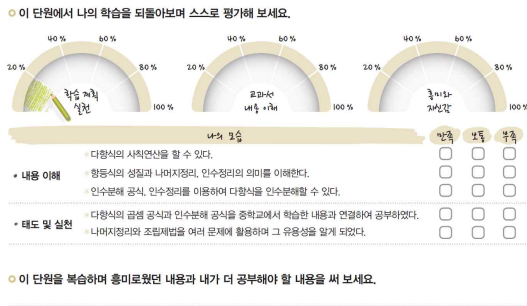 이 단원에서 나의 학습을 되돌아보며 스스로 평가해 보세요.
40 % 60 % 40 % 60 % 40 % 60 %
20 % 80 % 20 % 80 % 20 % 80 %
학습 계획 교과서 흥미와
실천 100 % 내용 이해 100 % 자신감 100 %
나의 모습 만족 보통 부족
다항식의 사칙연산을 할 수 있다.
• 내용 이해 항등식의 성질과 나머지정리, 인수정리의 의미를 이해한다.
인수분해 공식, 인수정리를 이용하여 다항식을 인수분해할 수 있다.
다항식의 곱셈 공식과 인수분해 공식을 중학교에서 학습한 내용과 연결하여 공부하였다.
• 태도 및 실천
나머지정리와 조립제법을 여러 문제에 활용하며 그 유용성을 알게 되었다.
이 단원을 복습하며 흥미로웠던 내용과 내가 더 공부해야 할 내용을 써 보세요.